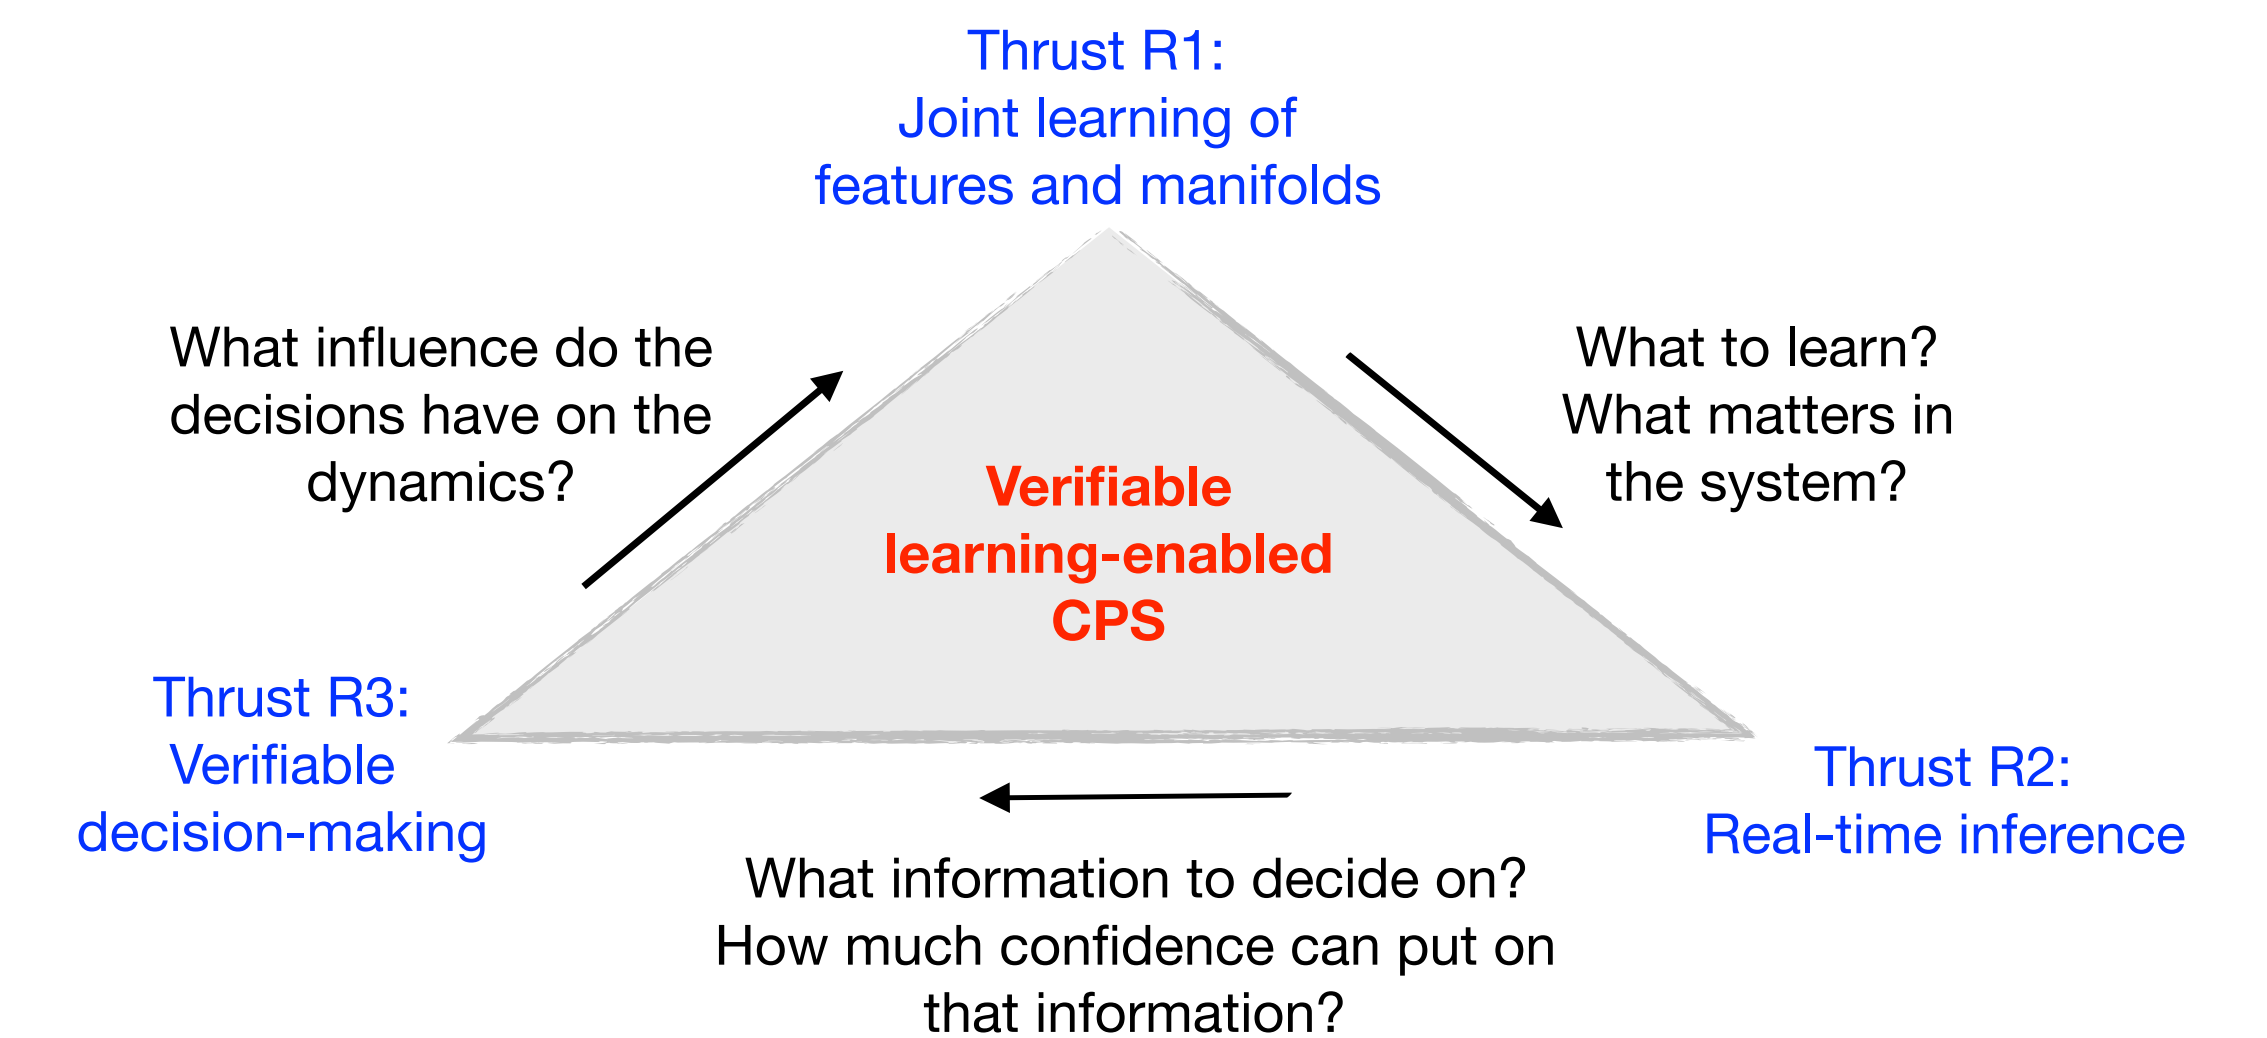 Thrust R1:
Joint learning of
features and manifolds
What influence do the
decisions have on the
dynamics?
What to learn?
What matters in
the system?
Verifiable
learning-enabled
CPS
Thrust R3:
Verifiable
decision-making
Thrust R2:
Real-time inference
What information to decide on?
How much confidence can put on
that information?